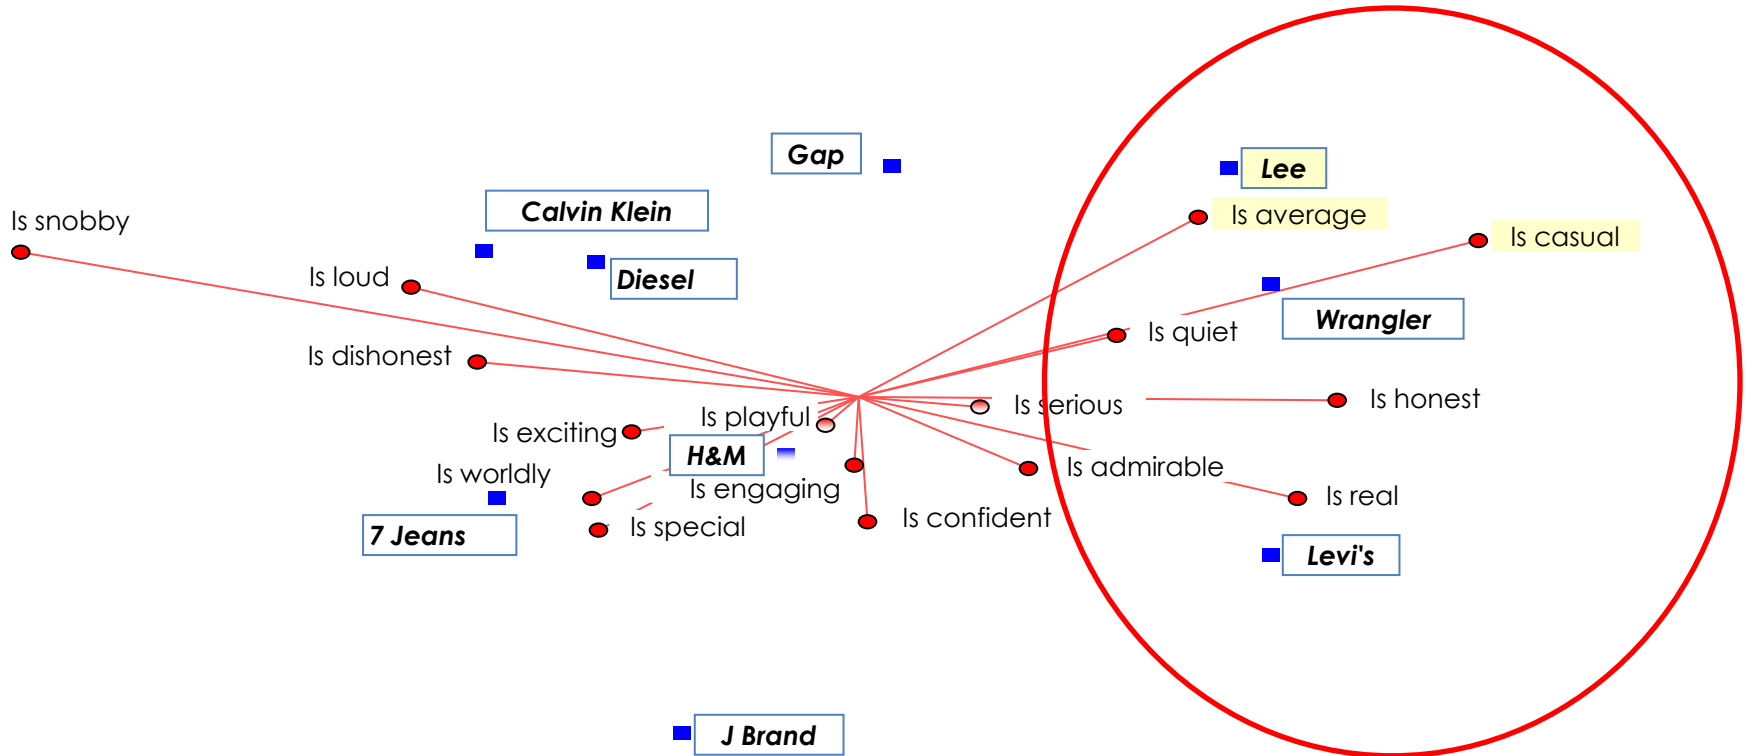 Gap
Lee
Calvin Klein
Is snobby
Is average
Is casual
Is loud
Diesel
Wrangler
Is quiet
Is dishonest
Is honest
Is serious
Is playful
Is exciting
H&M
Is admirable
Is worldly
Is engaging
Is real
Is confident
Is special
7 Jeans
Levi's
J Brand